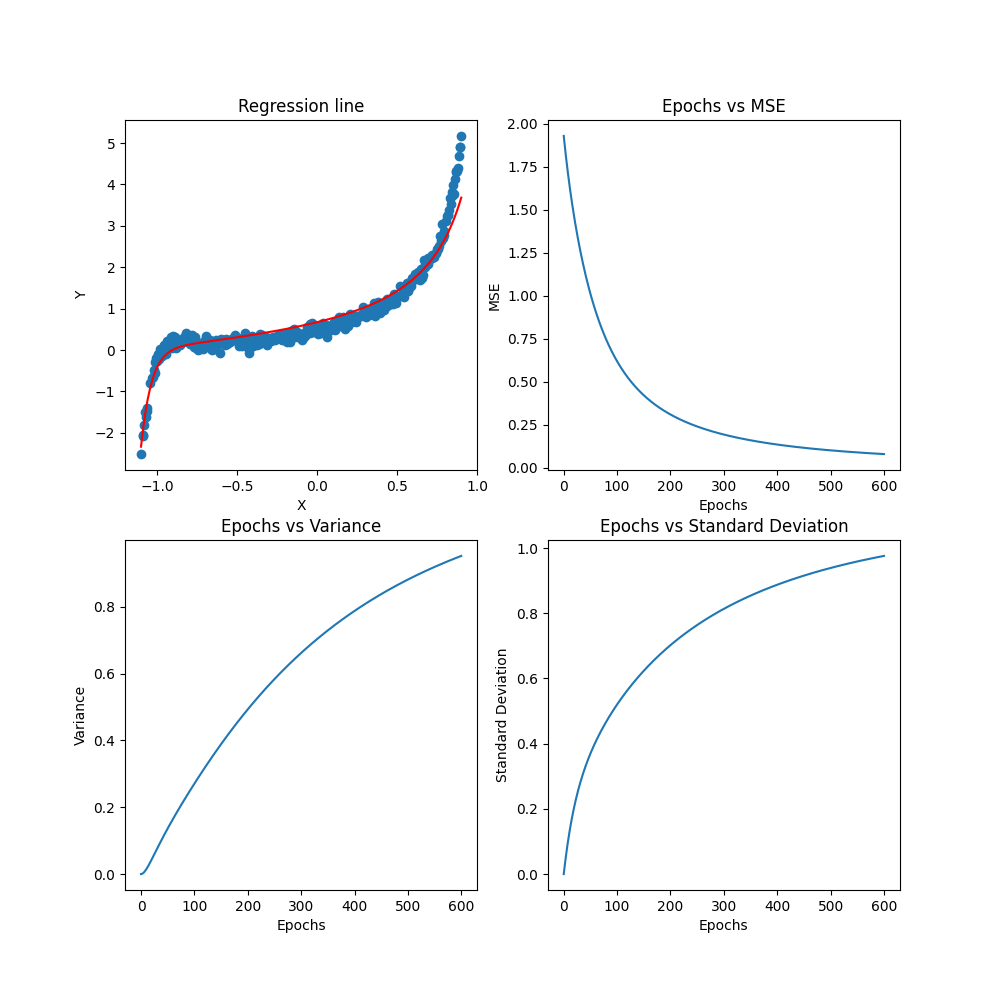 Regression line
5
4
3
2
1
0
−1
−2
Y
−1.0 −0.5 0.0 0.5 1.0
X
Epochs vs MSE
2.00
1.75
1.50
1.25
1.00
0.75
0.50
0.25
0.00
MSE
0 100 200 300 400 500 600
Epochs
Epochs vs Variance
0.8
0.6
0.4
0.2
0.0
Variance
0 100 200 300 400 500 600
Epochs
Epochs vs Standard Deviation
1.0
0.8
0.6
0.4
0.2
0.0
Standard Deviation
0 100 200 300 400 500 600
Epochs